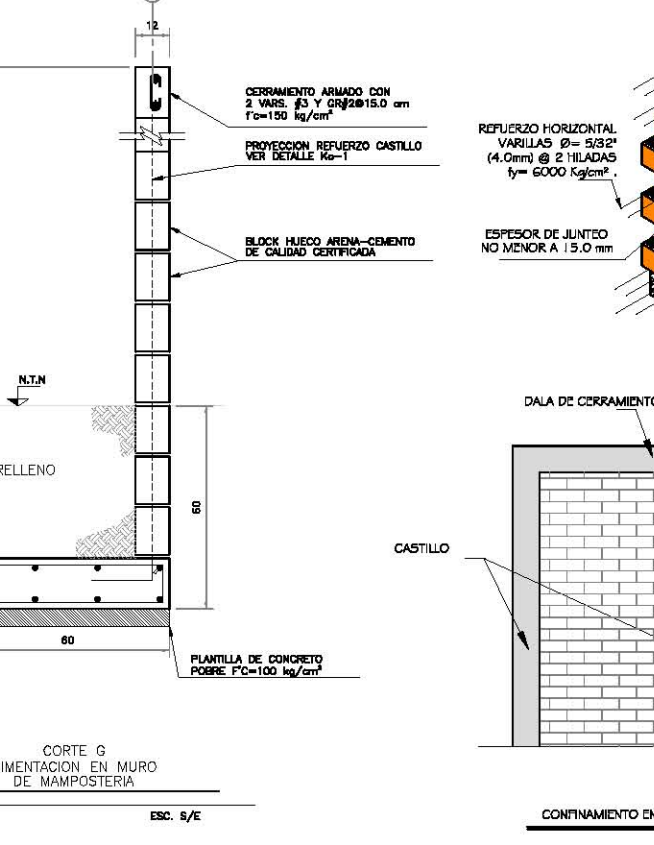 12
CERRAMIENTO ARMADO CON
2 VARS. #3 Y GR#2@15.0 cm
f'c=150 kg/cm²
PROYECCION REFUERZO CASTILLO
VER DETALLE Ko-1
BLOCK HUECO ARENA-CEMENTO
DE CALIDAD CERTIFICADA
N.T.N
RELLENO
60
60
PLANTILLA DE CONCRETO
POBRE F'C=100 kg/cm²
CORTE G
IMENTACION EN MURO
DE MAMPOSTERIA
ESC. S/E
REFUERZO HORIZONTAL
VARILLAS Ø= 5/32"
(4.0mm) @ 2 HILADAS
fy= 6000 Kg/cm² .
ESPESOR DE JUNTEO
NO MENOR A 15.0 mm
DALA DE CERRAMIENTO
CASTILLO
CONFINAMIENTO EN